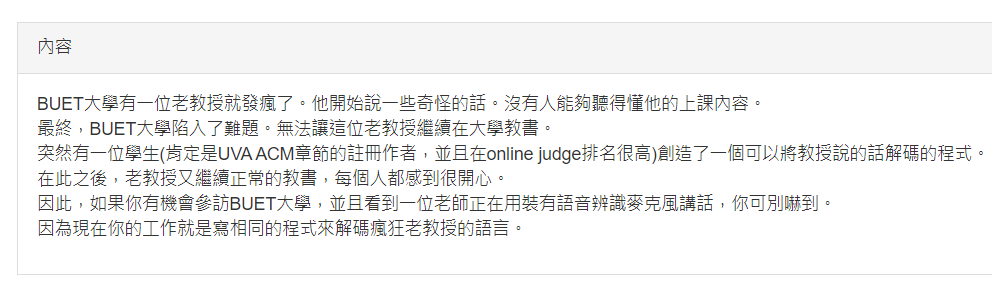 內容
BUET大學有一位老教授就發瘋了。他開始說一些奇怪的話。沒有人能夠聽得懂他的上課內容。
最終，BUET大學陷入了難題。無法讓這位老教授繼續在大學教書。
突然有一位學生(肯定是UVA ACM章節的註冊作者，並且在online judge排名很高)創造了一個可以將教授說的話解碼的程式。
在此之後，老教授又繼續正常的教書，每個人都感到很開心。
因此，如果你有機會參訪BUET大學，並且看到一位老師正在用裝有語音辨識麥克風講話，你可別嚇到。
因為現在你的工作就是寫相同的程式來解碼瘋狂老教授的語言。